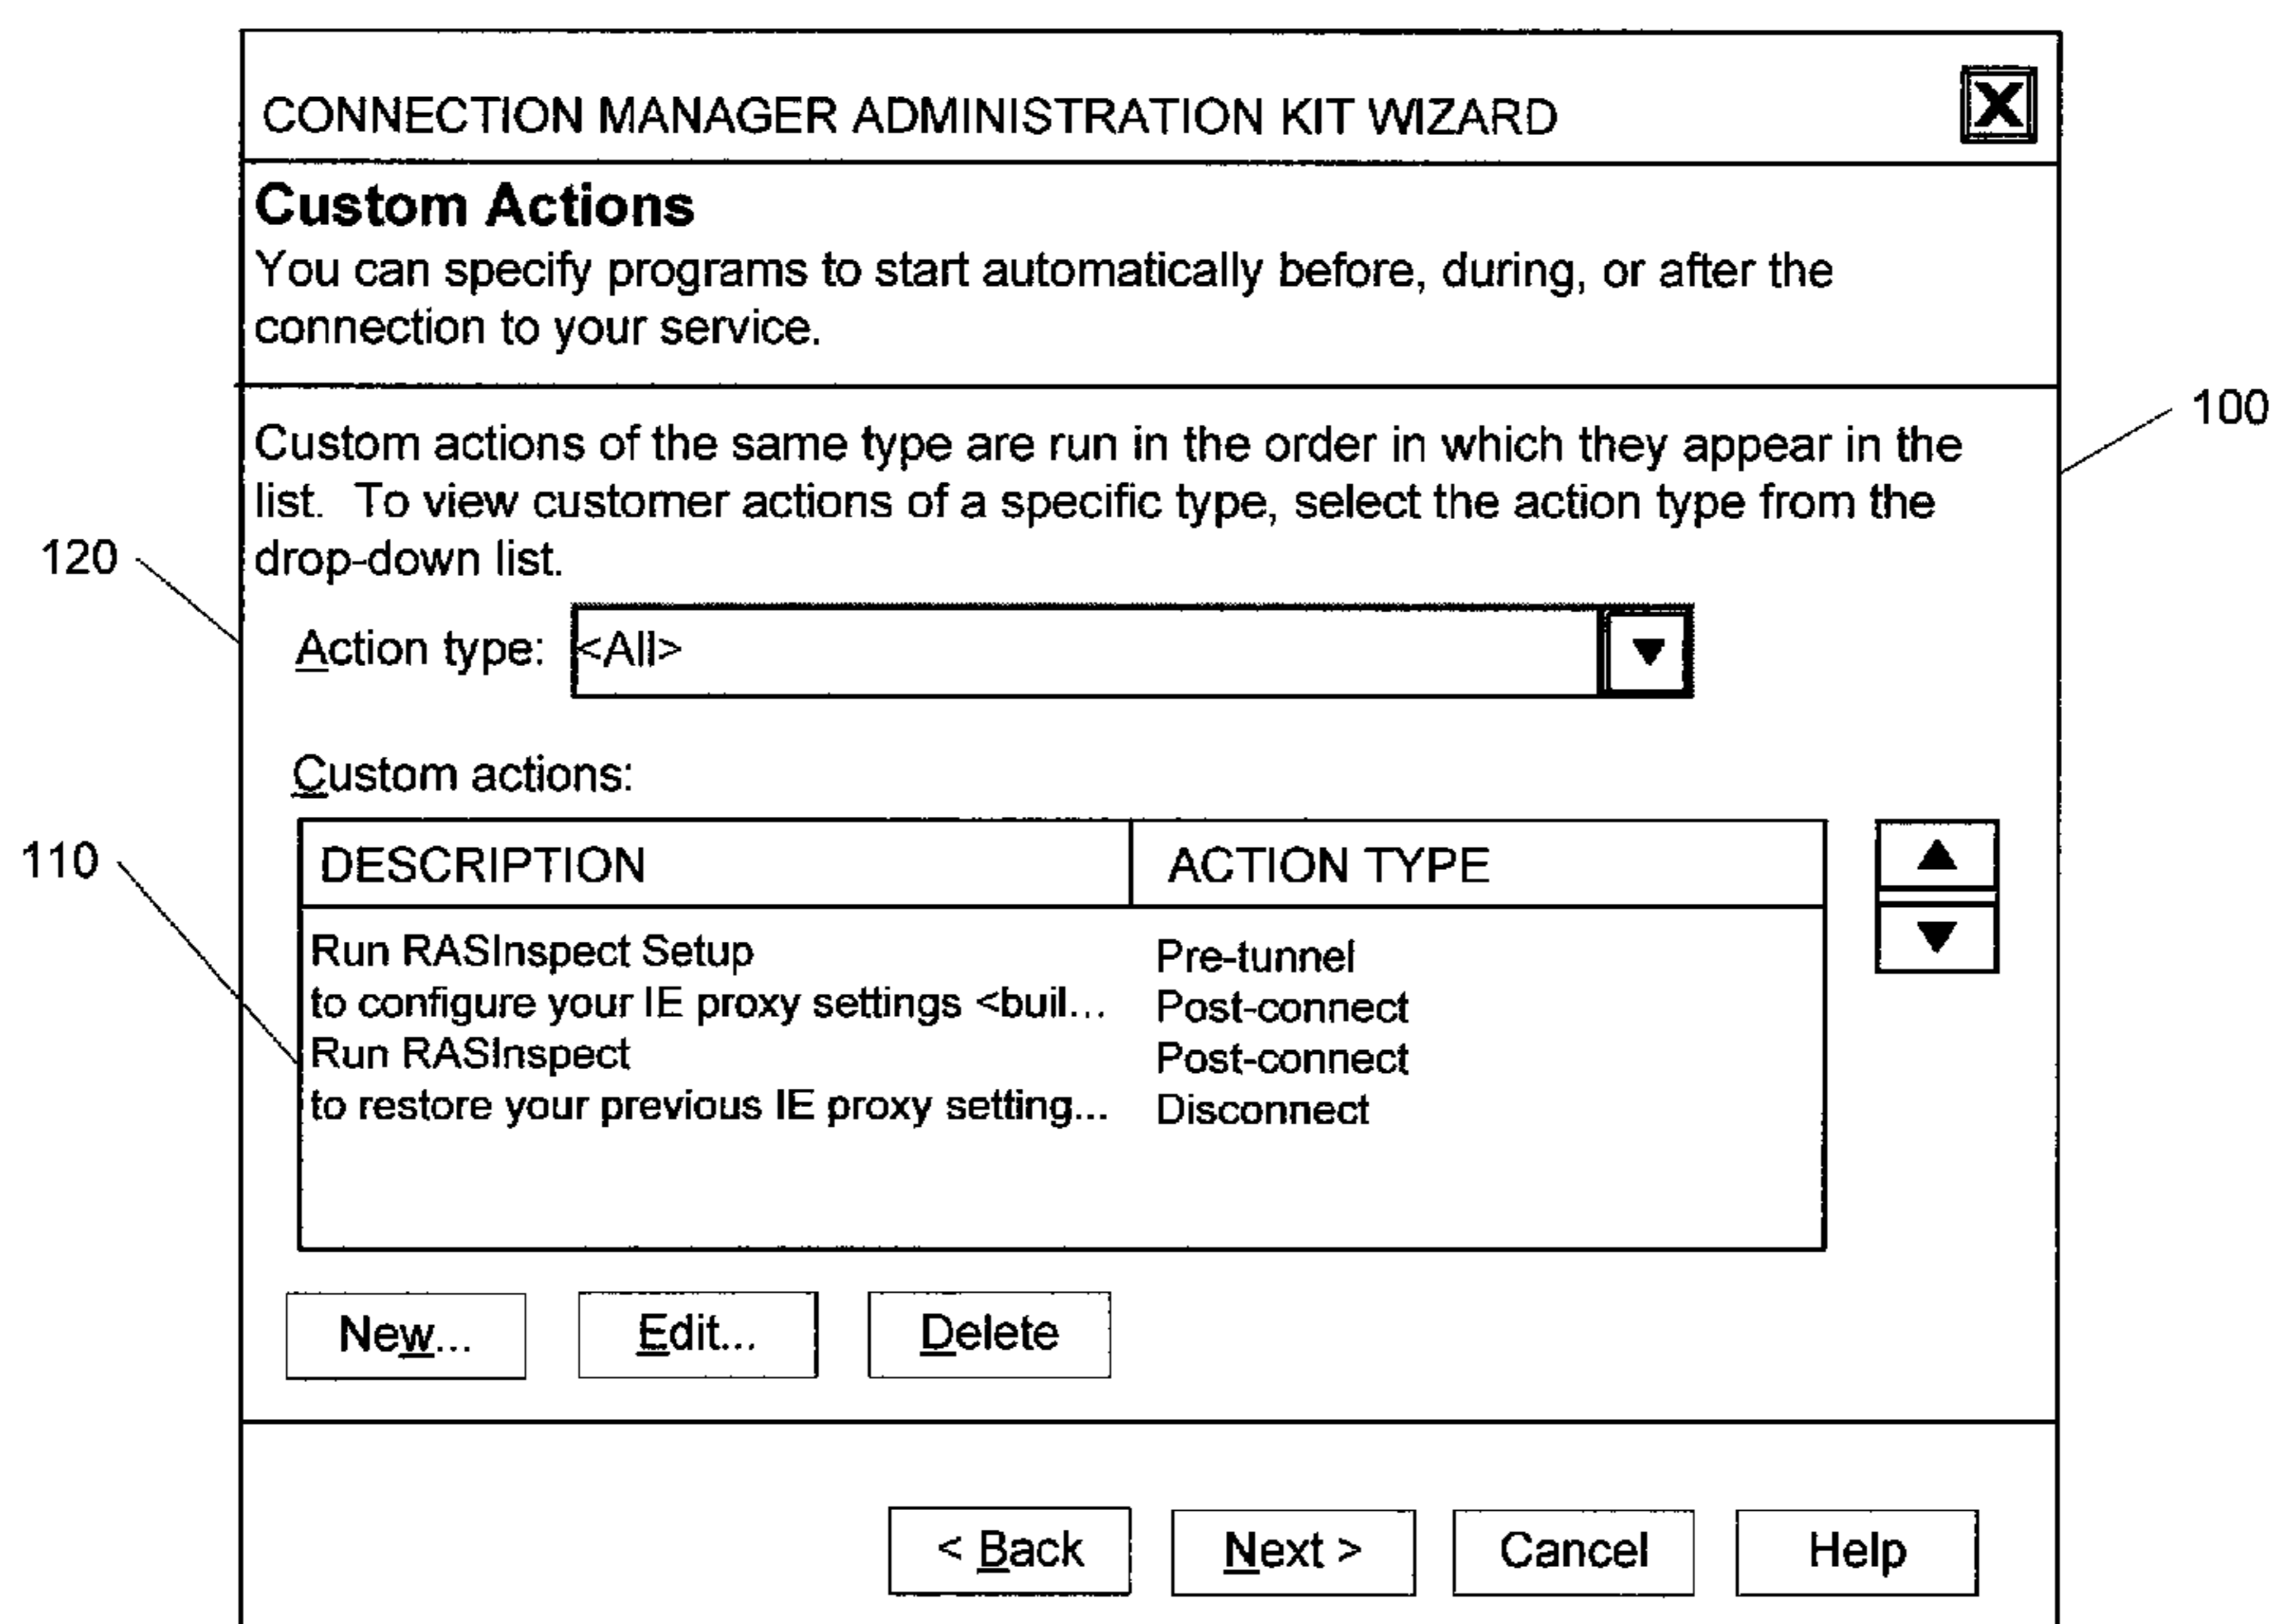 CONNECTION MANAGER ADMINISTRATION KIT WIZARD X
Custom Actions
You can specify programs to start automatically before, during, or after the
connection to your service.
100
Custom actions of the same type are run in the order in which they appear in the
list. To view customer actions of a specific type, select the action type from the
drop-down list.
120
Action type: <All>
Custom actions:
110
DESCRIPTION ACTION TYPE
Run RASInspect Setup Pre-tunnel
to configure your IE proxy settings <buil... Post-connect
Run RASInspect Post-connect
to restore your previous IE proxy setting... Disconnect
New... Edit... Delete
< Back Next > Cancel Help